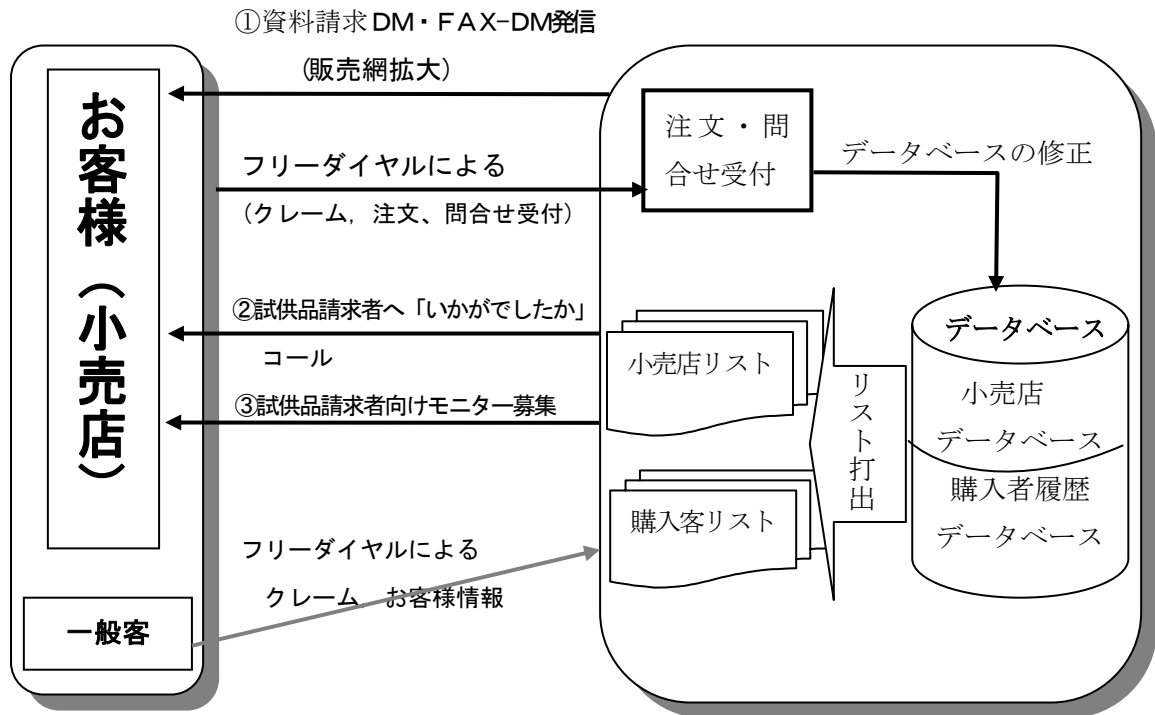 ①資料請求DM・FAX-DM発信
(販売網拡大)
お客様(小売店)
フリーダイヤルによる
(クレーム,注文、問合せ受付)
②試供品請求者へ「いかがでしたか」
コール
③試供品請求者向けモニター募集
フリーダイヤルによる
クレーム,お客様情報
一般客
注文・問
合せ受付
データベースの修正
小売店リスト
購入客リスト
リスト打出
データベース
小売店
データベース
購入者履歴
データベース